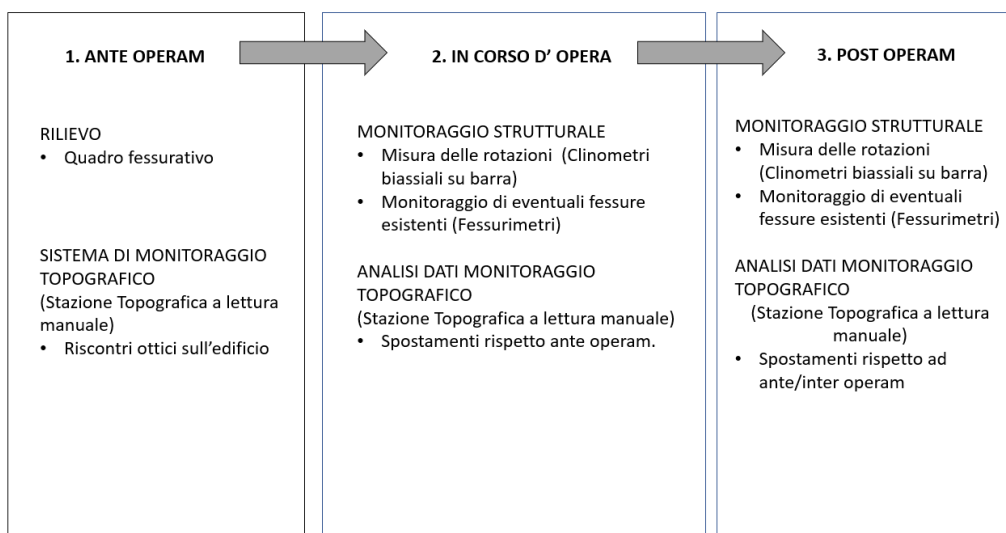 1. ANTE OPERAM
RILIEVO
• Quadro fessurativo
SISTEMA DI MONITORAGGIO
TOPOGRAFICO
(Stazione Topografica a lettura
manuale)
• Riscontri ottici sull'edificio
2. IN CORSO D' OPERA
MONITORAGGIO STRUTTURALE
• Misura delle rotazioni (Clinometri
biassiali su barra)
• Monitoraggio di eventuali fessure
esistenti (Fessurimetri)
ANALISI DATI MONITORAGGIO
TOPOGRAFICO
(Stazione Topografica a lettura manuale)
• Spostamenti rispetto ante operam.
3. POST OPERAM
MONITORAGGIO STRUTTURALE
• Misura delle rotazioni
(Clinometri biassiali su barra)
• Monitoraggio di eventuali
fessure esistenti (Fessurimetri)
ANALISI DATI MONITORAGGIO
TOPOGRAFICO
(Stazione Topografica a lettura
manuale)
• Spostamenti rispetto ad
ante/inter operam